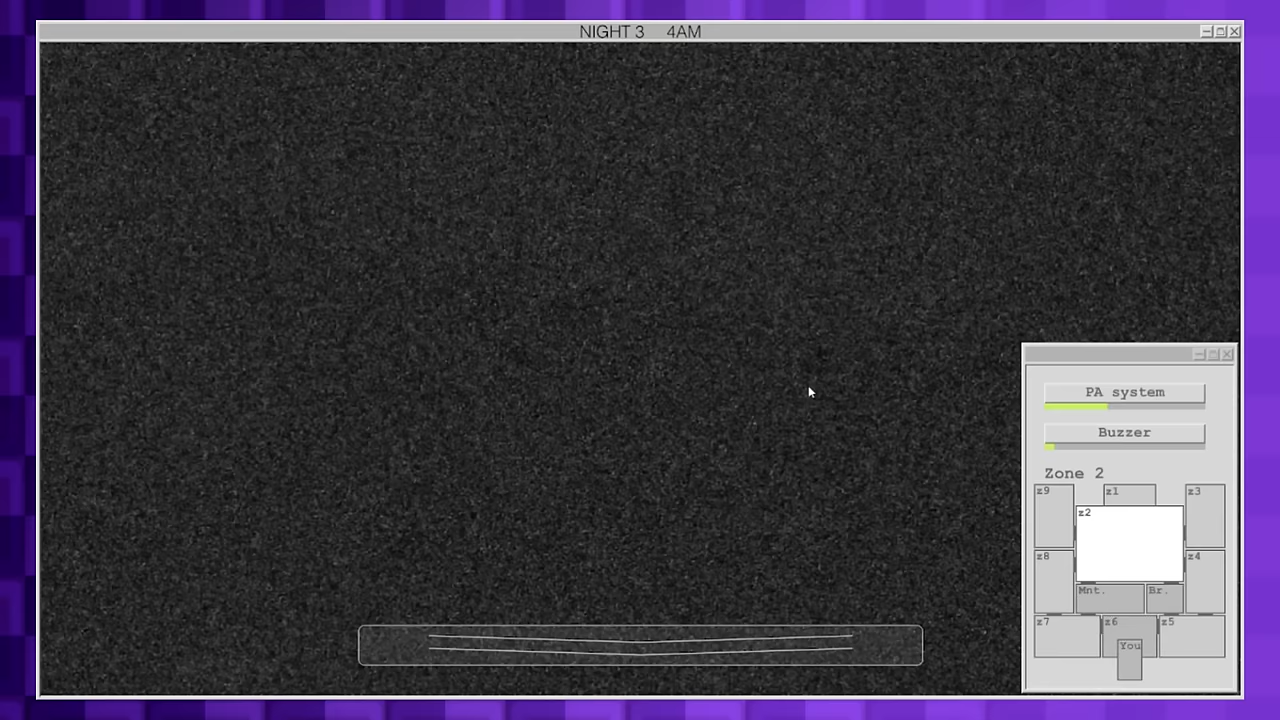 NIGHT 3 4AM
PA system
Buzzer
Zone 2
z9 z1 z3
z2
z8 z4
Mnt. Br.
z7 z6 z5
You